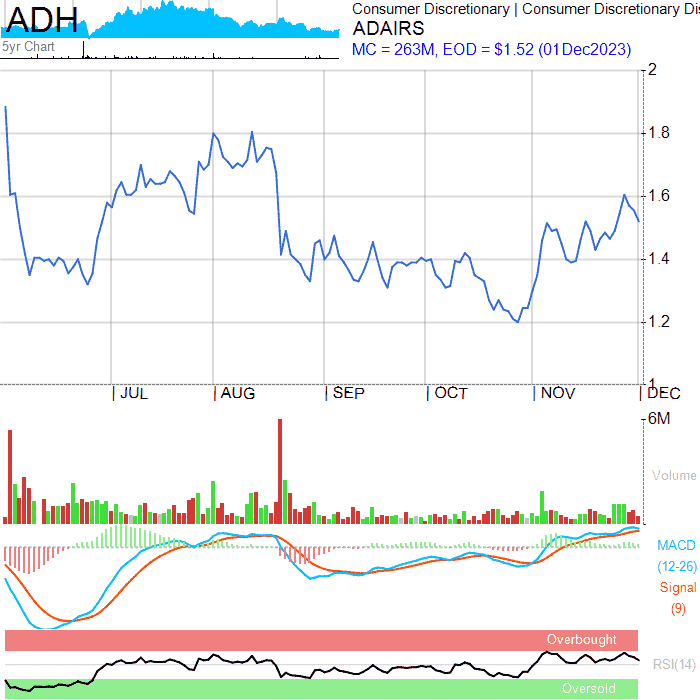 ADH
5yr Chart
Consumer Discretionary | Consumer Discretionary Dis
ADAIRS
MC = 263M, EOD = $1.52 (01Dec2023)
2
1.8
1.6
1.4
1.2
1
JUL
AUG
SEP
OCT
NOV
DEC
6M
Volume
MACD
(12-26)
Signal
(9)
Overbought
RSI(14)
Oversold